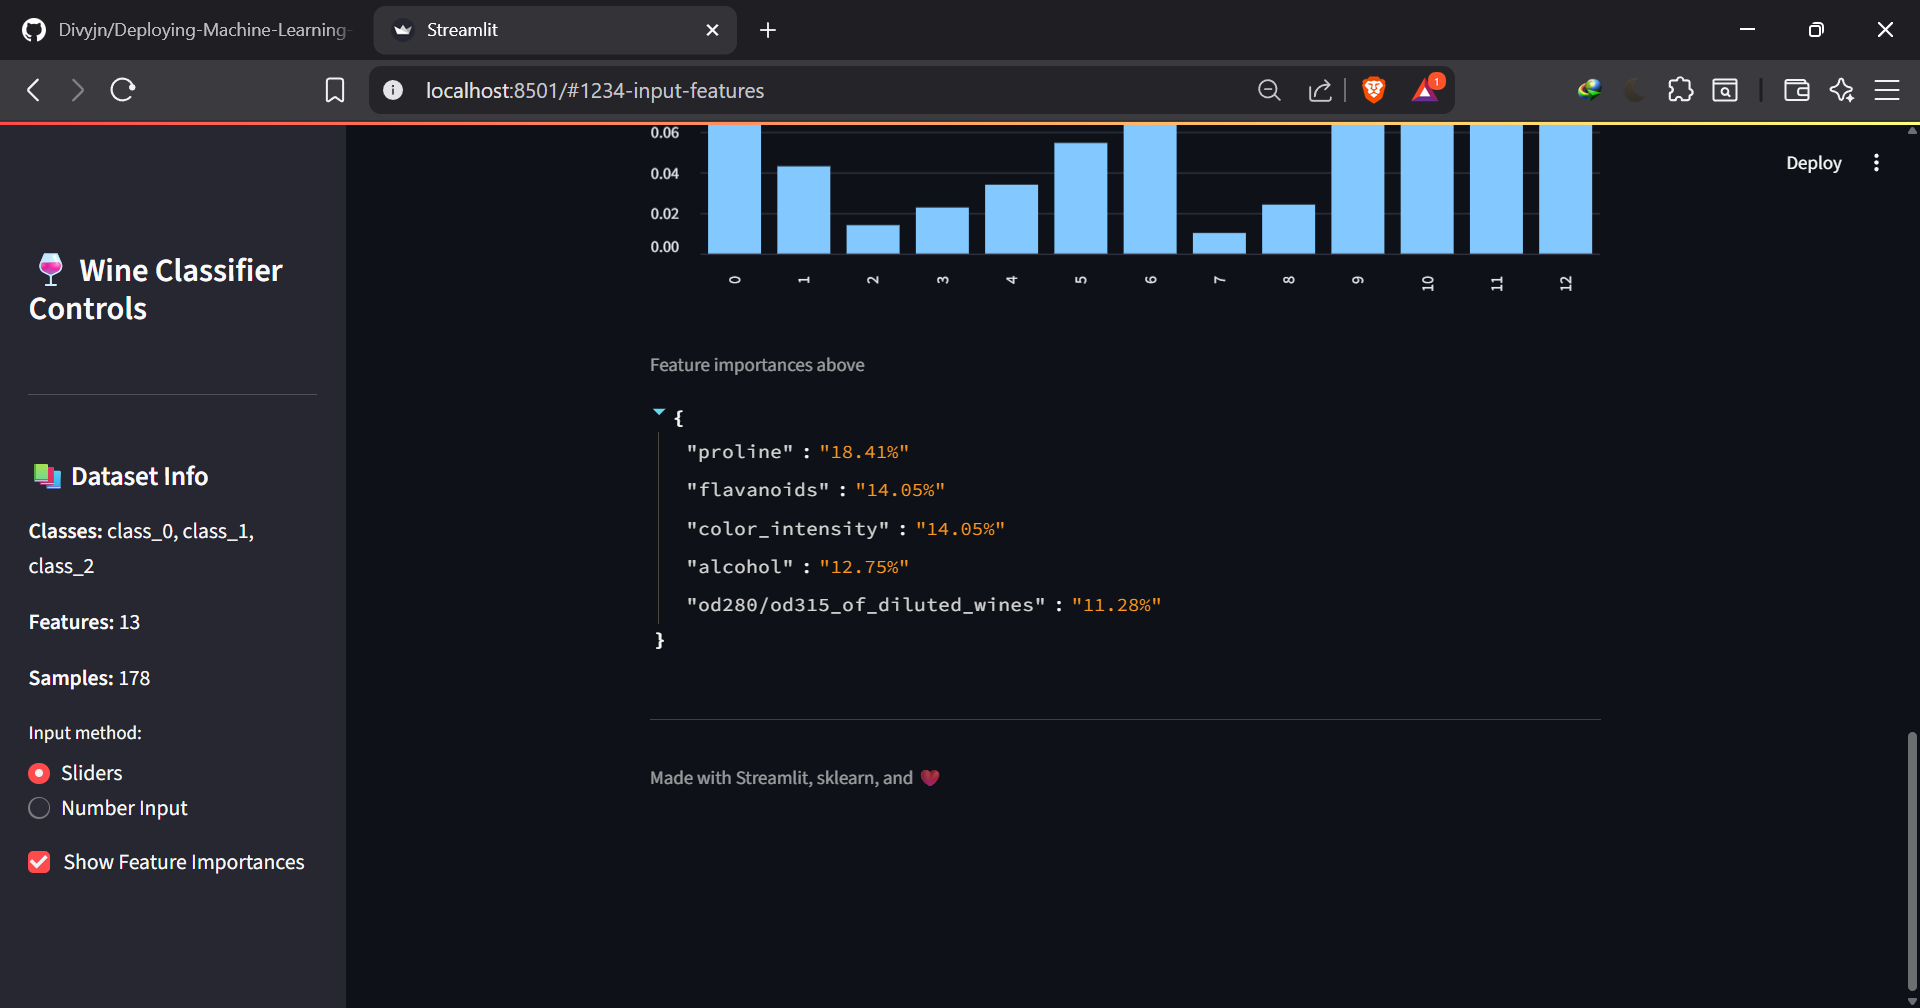 Divyjn/Deploying-Machine-Learning-
Streamlit
localhost:8501/#1234-input-features
1
Deploy
Wine Classifier
Controls
Dataset Info
Classes: class_0, class_1,
class_2
Features: 13
Samples: 178
Input method:
Sliders
Number Input
Show Feature Importances
0.06
0.04
0.02
0.00
0 1 2 3 4 5 6 7 8 9 10 11 12
Feature importances above
{
"proline" : "18.41%"
"flavanoids" : "14.05%"
"color_intensity" : "14.05%"
"alcohol" : "12.75%"
"od280/od315_of_diluted_wines" : "11.28%"
}
Made with Streamlit, sklearn, and